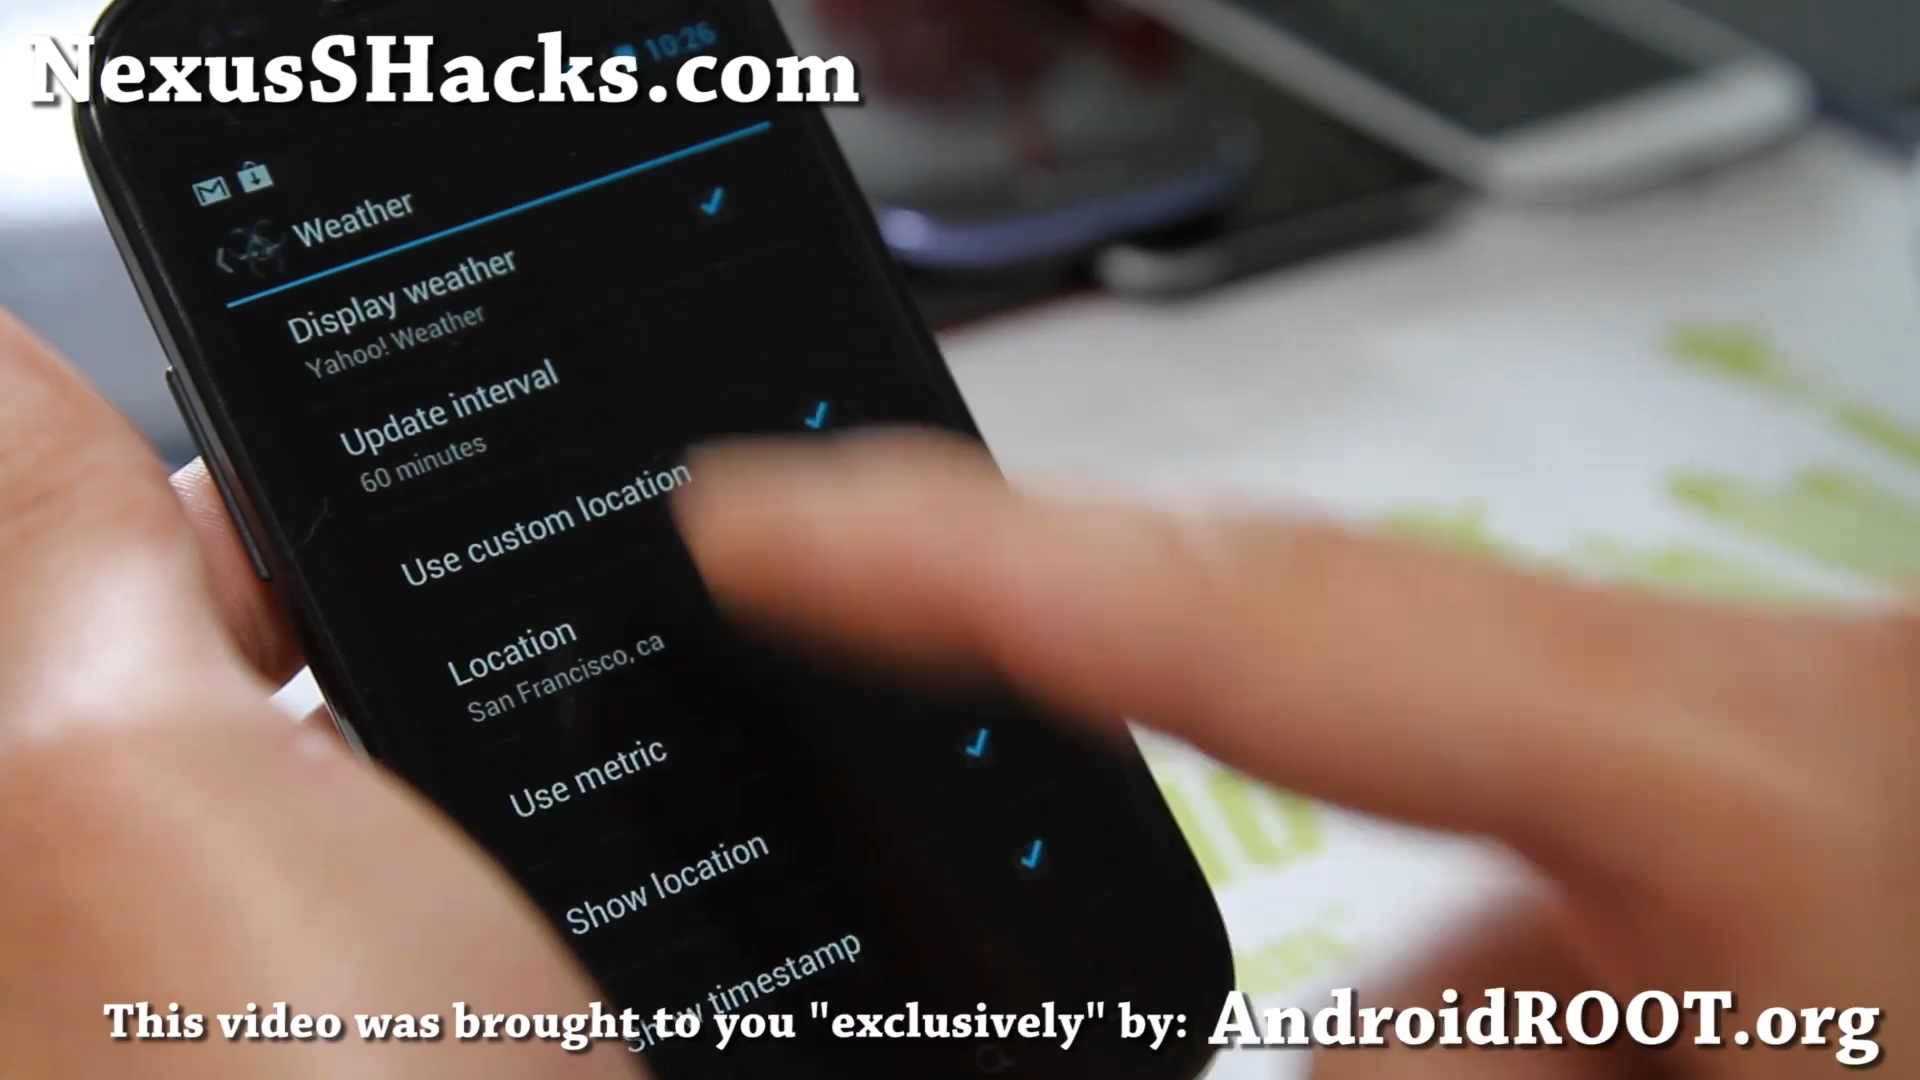 NexusSHacks.com
10:26
Weather
Display weather
Yahoo! Weather
Update interval
60 minutes
Use custom location
Location
San Francisco, ca
Use metric
Show location
Show timestamp
This video was brought to you "exclusively" by: AndroidROOT.org